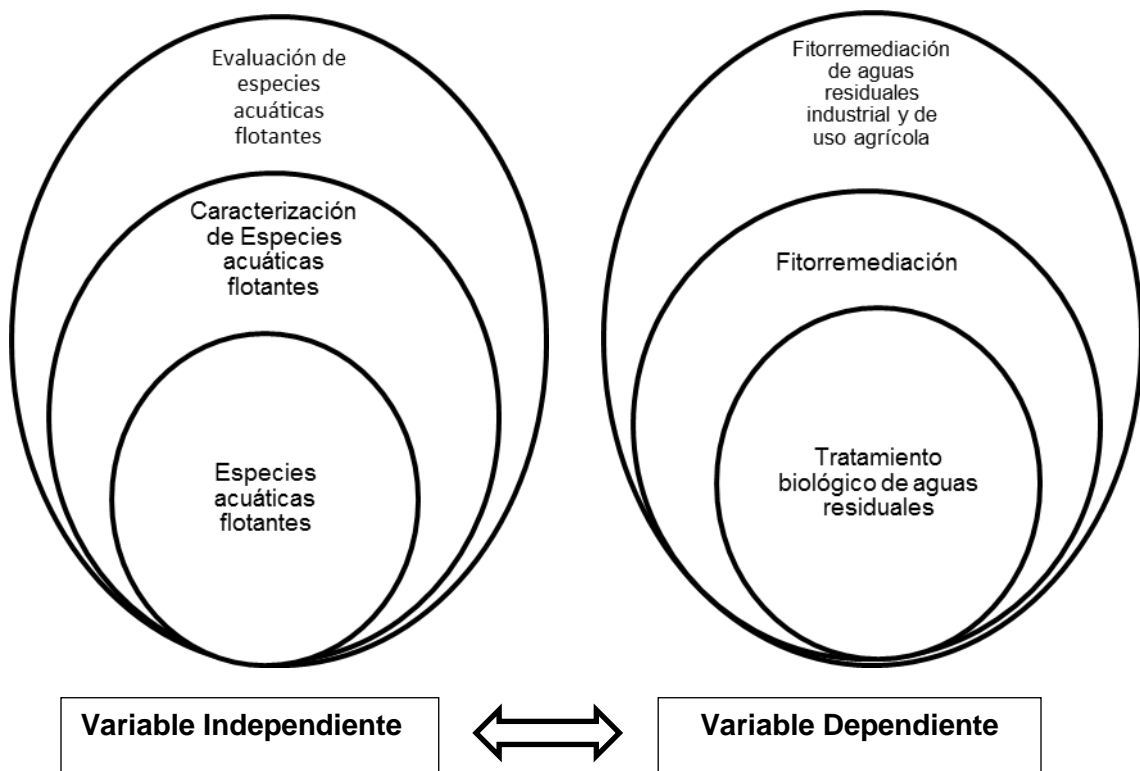 Evaluación de
especies
acuáticas
flotantes
Caracterización
de Especies
acuáticas
flotantes
Especies
acuáticas
flotantes
Fitorremediación
de aguas
residuales
industrial y de
uso agrícola
Fitorremediación
Tratamiento
biológico de aguas
residuales
Variable Independiente
Variable Dependiente